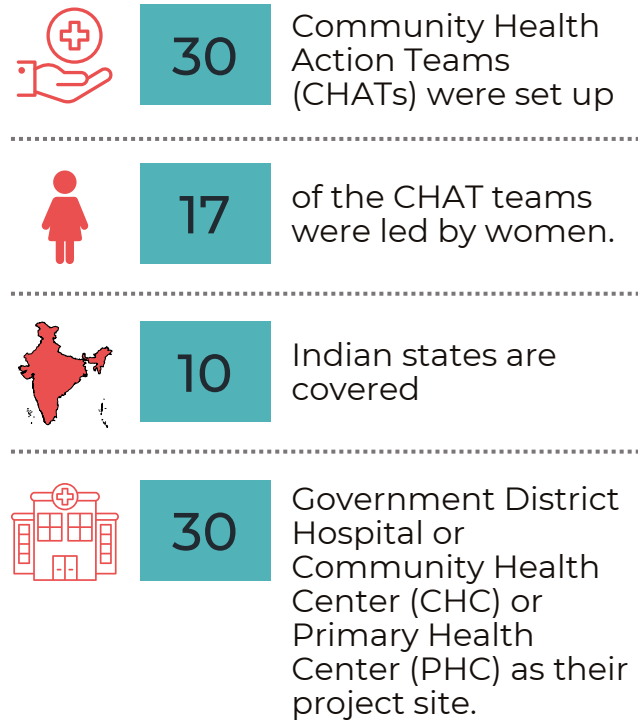 30
Community Health
Action Teams
(CHATs) were set up
17
of the CHAT teams
were led by women.
10
Indian states are
covered
30
Government District
Hospital or
Community Health
Center (CHC) or
Primary Health
Center (PHC) as their
project site.